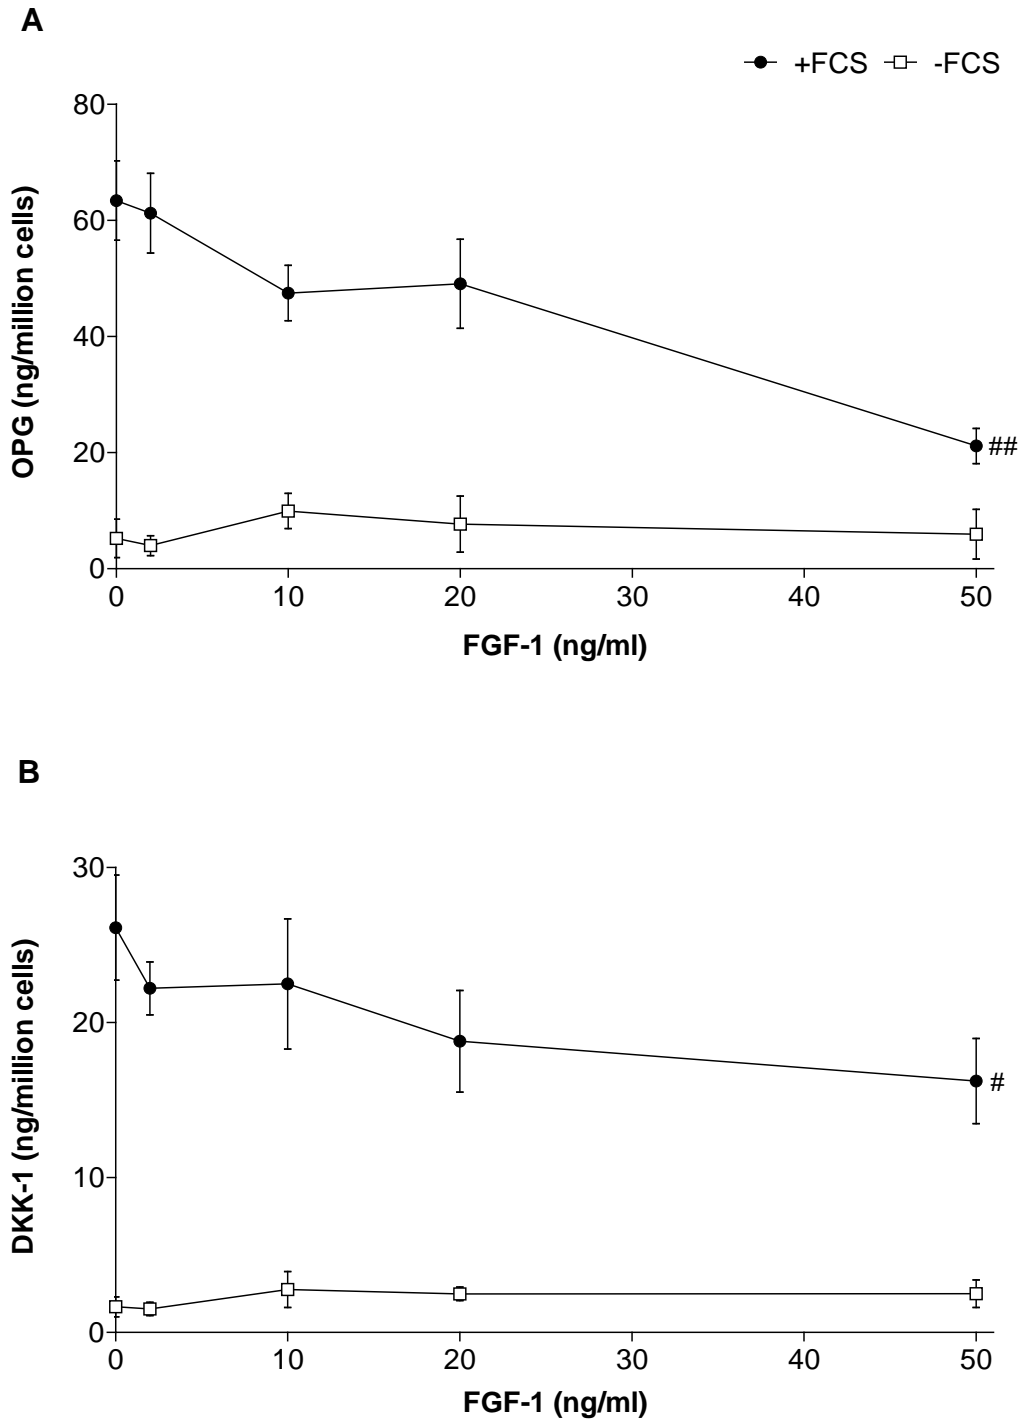 A
+FCS -FCS
80
60
40
20
0
OPG (ng/million cells)
##
0 10 20 30 40 50
FGF-1 (ng/ml)
B
30
20
10
0
DKK-1 (ng/million cells)
#
0 10 20 30 40 50
FGF-1 (ng/ml)